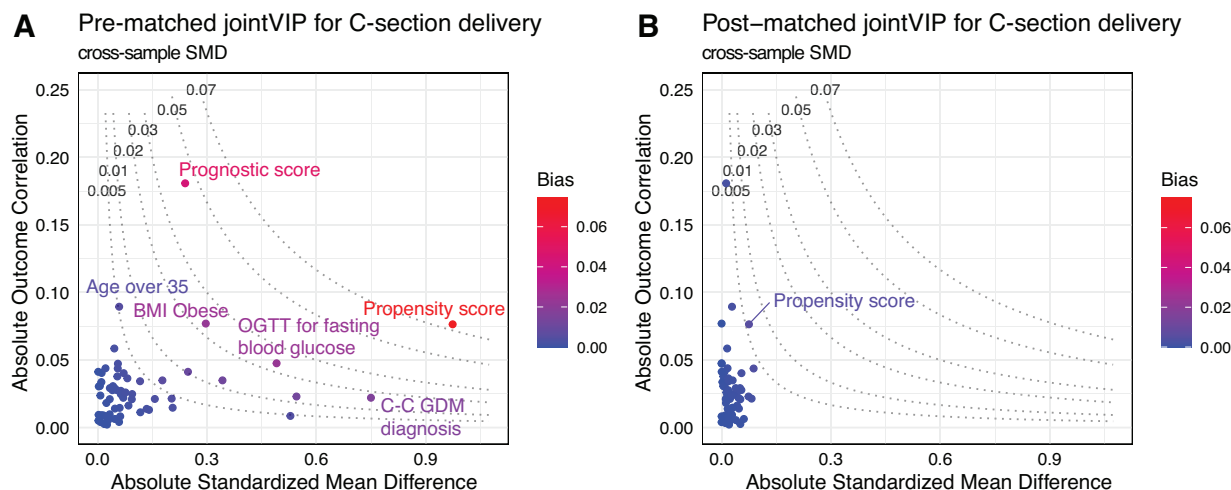 A
Pre-matched jointVIP for C-section delivery
cross-sample SMD
Absolute Outcome Correlation
0.25
0.20
0.15
0.10
0.05
0.00
0.07
0.05
0.03
0.02
0.01
0.005
Prognostic score
Age over 35
BMI Obese
Propensity score
OGTT for fasting
blood glucose
C-C GDM
diagnosis
0.0 0.3 0.6 0.9
Absolute Standardized Mean Difference
Bias
0.06
0.04
0.02
0.00
B
Post–matched jointVIP for C-section delivery
cross-sample SMD
Absolute Outcome Correlation
0.25
0.20
0.15
0.10
0.05
0.00
0.07
0.05
0.03
0.02
0.01
0.005
Propensity score
0.0 0.3 0.6 0.9
Absolute Standardized Mean Difference
Bias
0.06
0.04
0.02
0.00